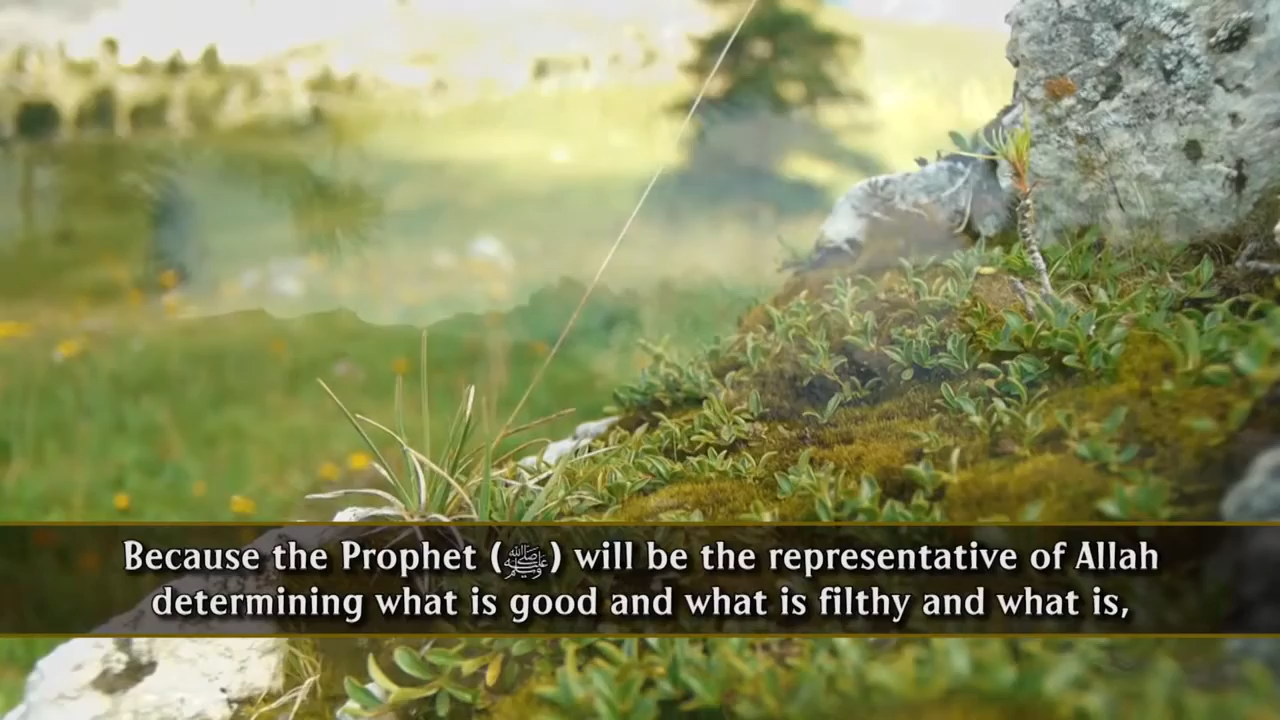 Because the Prophet (ﷺ) will be the representative of Allah
determining what is good and what is filthy and what is,